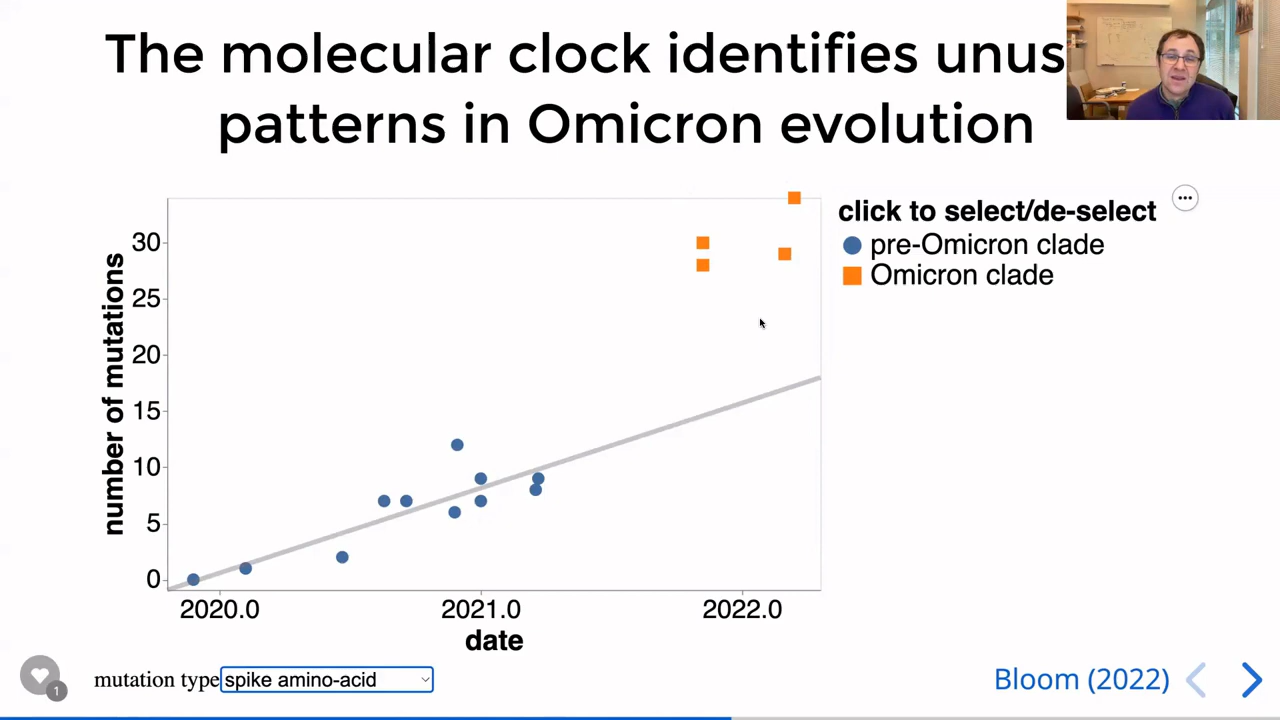 The molecular clock identifies unus
patterns in Omicron evolution
click to select/de-select
pre-Omicron clade
Omicron clade
number of mutations
30
25
20
15
10
5
0
2020.0 2021.0 2022.0
date
1
mutation type spike amino-acid
Bloom (2022)